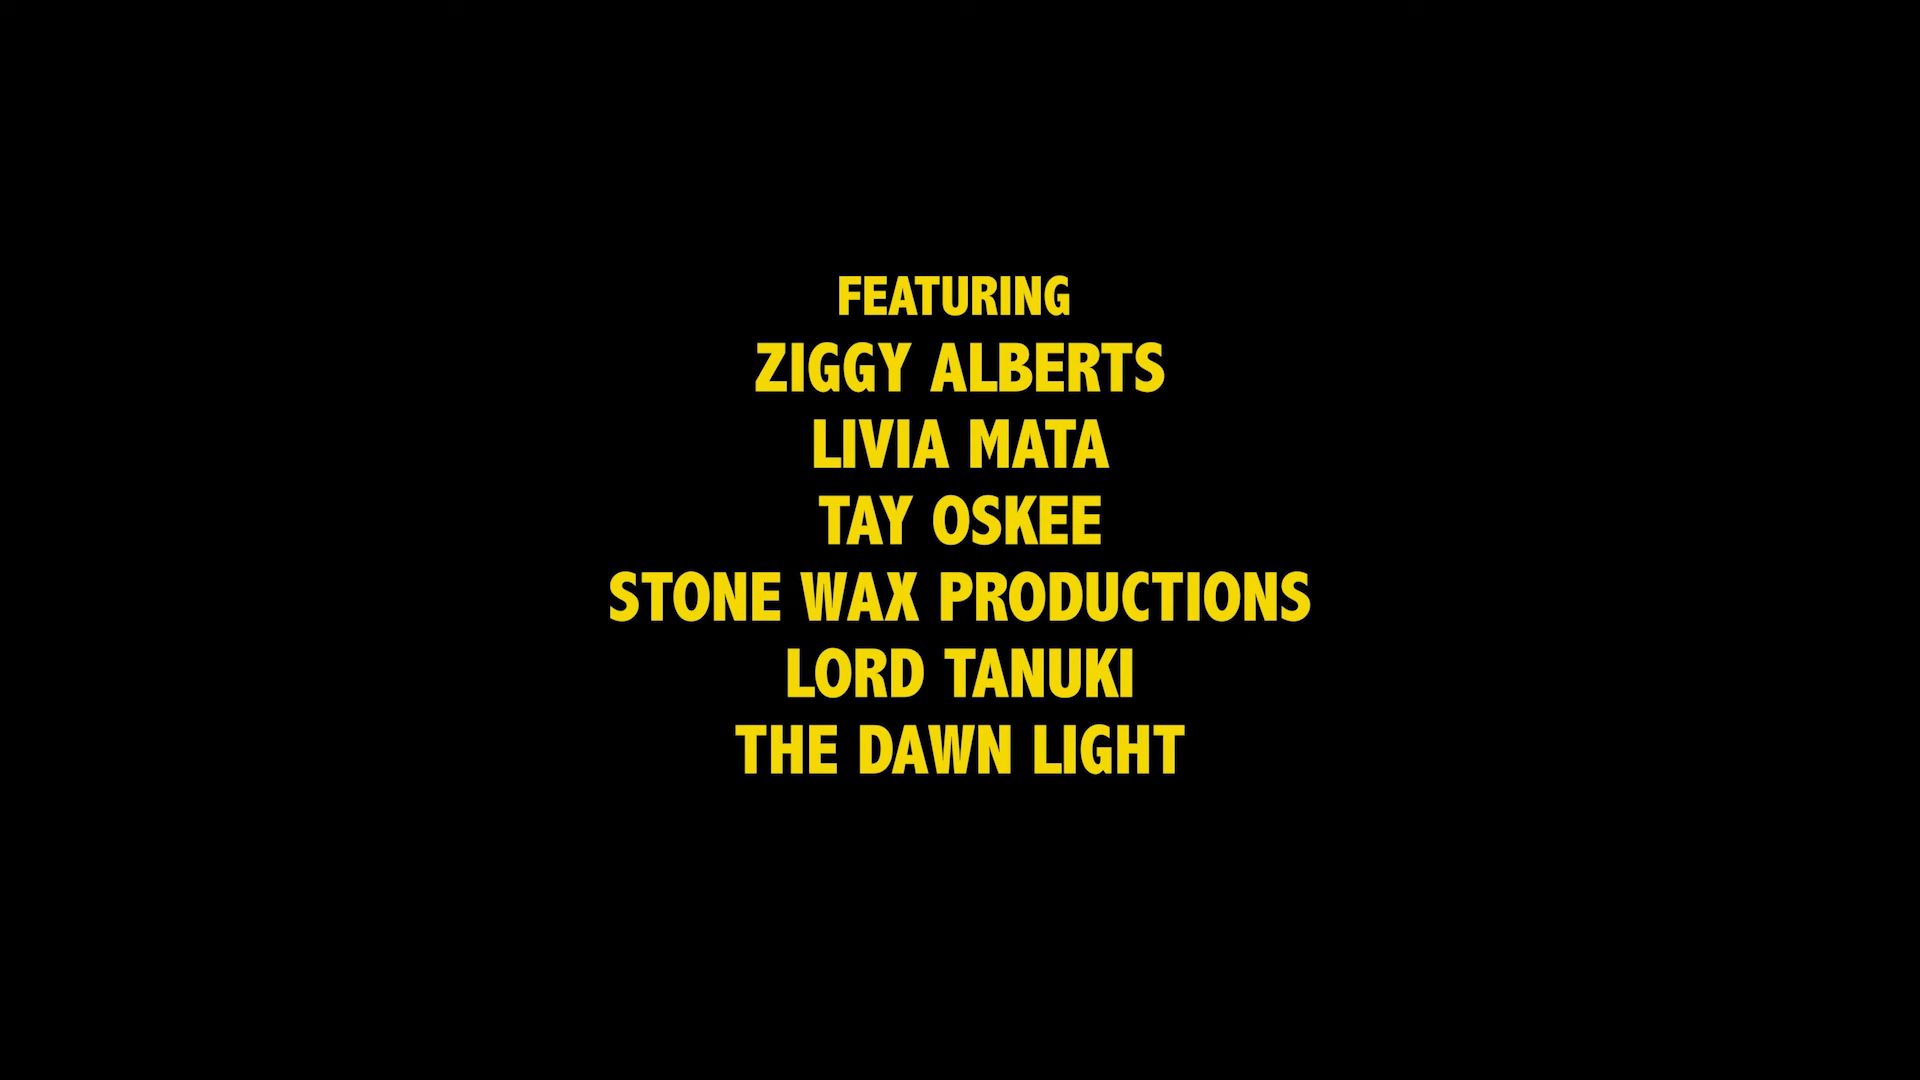 FEATURING
ZIGGY ALBERTS
LIVIA MATA
TAY OSKEE
STONE WAX PRODUCTIONS
LORD TANUKI
THE DAWN LIGHT